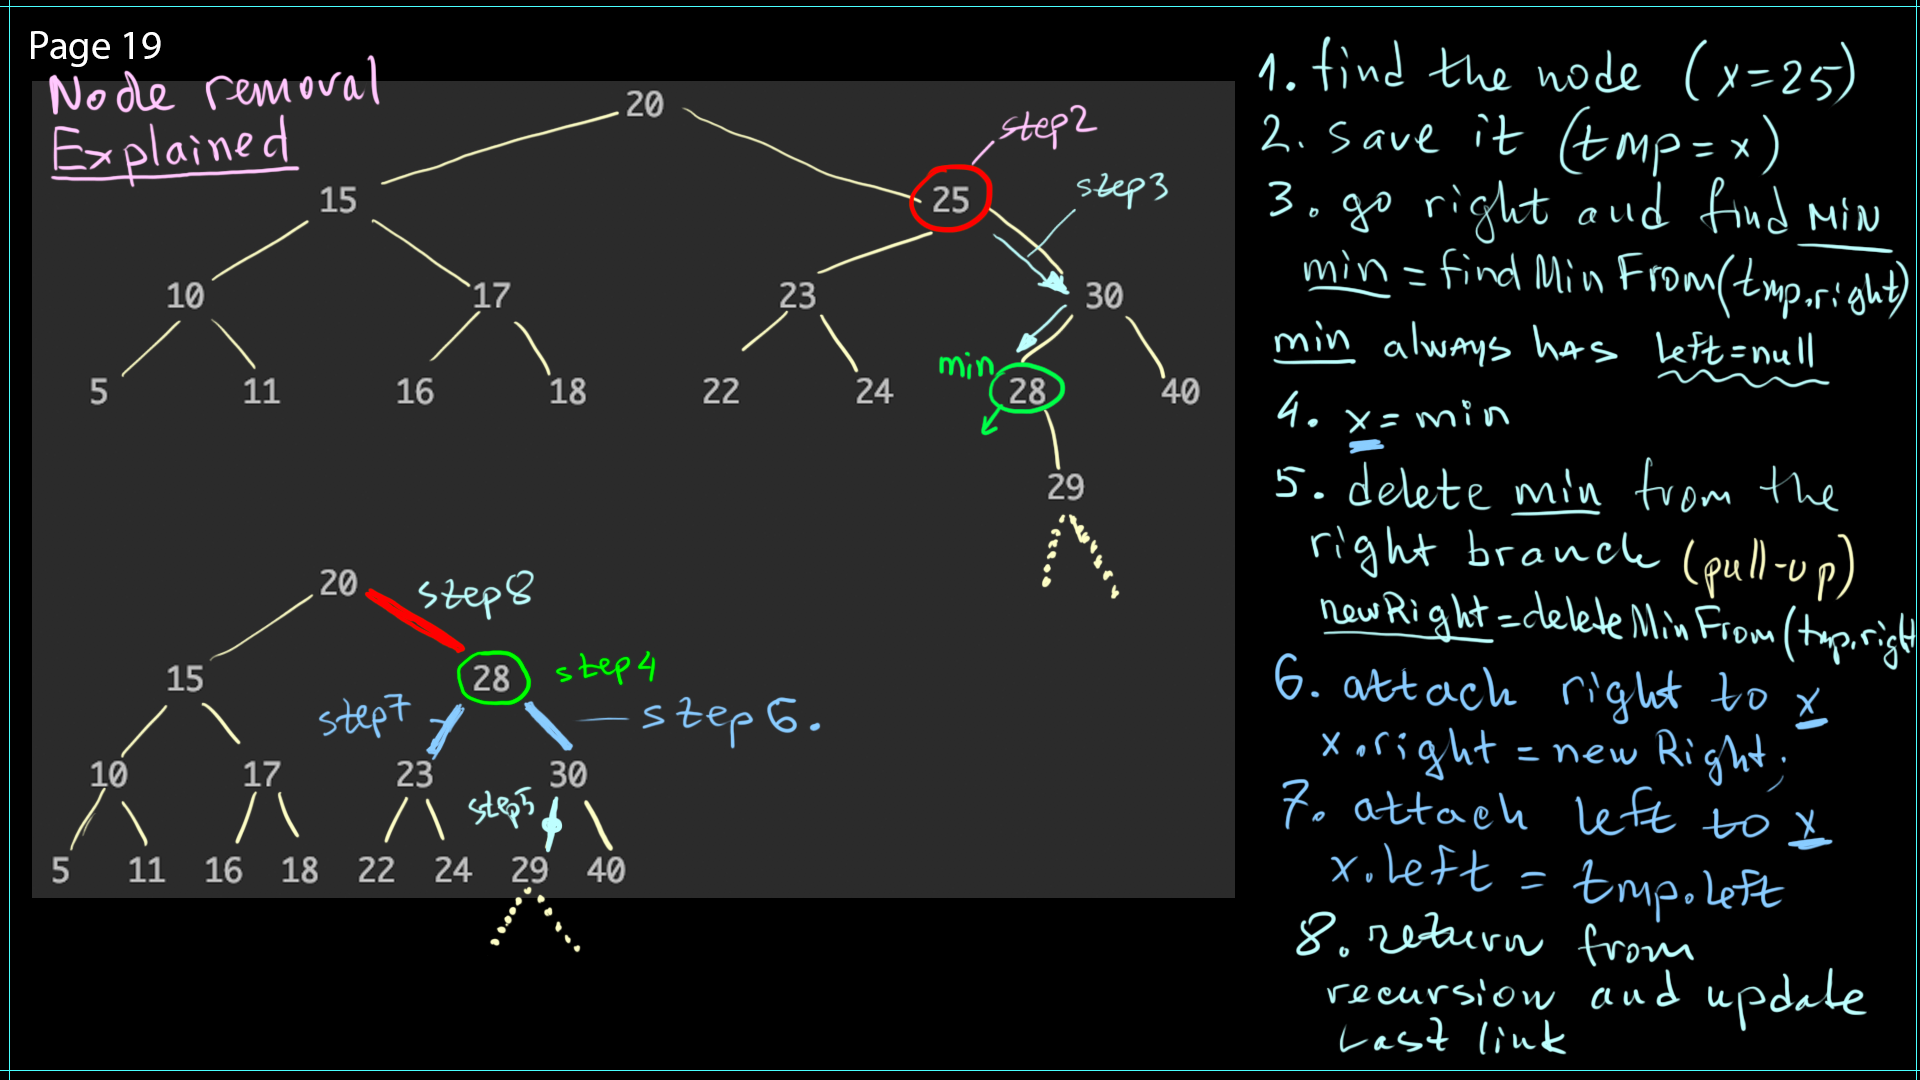 Page 19
Node removal
Explained
20
step2
15
25
step3
10
17
23
30
min
5
11
16
18
22
24
28
40
29
20
step8
15
28
step4
step7
step6.
10
17
23
30
step5
5
11
16
18
22
24
29
40
1. find the node (x=25)
2. save it (tmp=x)
3. go right and find MIN
min = findMinFrom(tmp.right)
min always has left=null
4. x=min
5. delete min from the
right branch (pull-up)
newRight=deleteMinFrom(tmp.right
6. attach right to x
x.right = newRight;
7. attach left to x
x.left = tmp.left
8. return from
recursion and update
last link